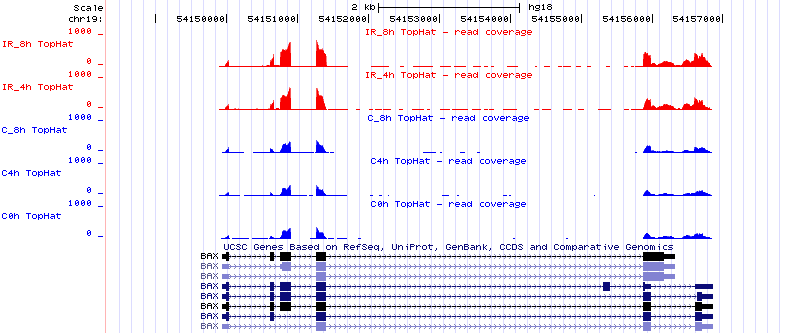 Scale 2 kb hg18
chr19: 54150000 54151000 54152000 54153000 54154000 54155000 54156000 54157000
IR_8h TopHat - read coverage
1000 _
IR_8h TopHat
0 _
IR_4h TopHat - read coverage
1000 _
IR_4h TopHat
0 _
C_8h TopHat - read coverage
1000 _
C_8h TopHat
0 _
C4h TopHat - read coverage
1000 _
C4h TopHat
0 _
C0h TopHat - read coverage
1000 _
C0h TopHat
0 _
UCSC Genes Based on RefSeq, UniProt, GenBank, CCDS and Comparative Genomics
BAX
BAX
BAX
BAX
BAX
BAX
BAX
BAX